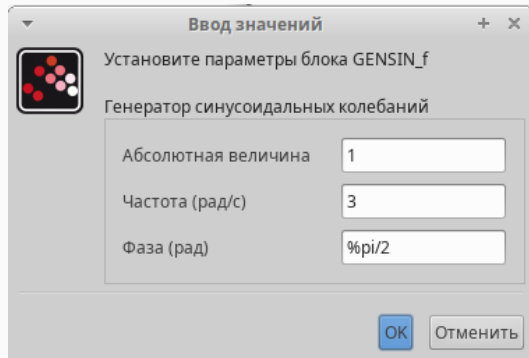 Ввод значений
Установите параметры блока GENSIN_f
Генератор синусоидальных колебаний
Абсолютная величина 1
Частота (рад/с) 3
Фаза (рад) %pi/2
OK Отменить